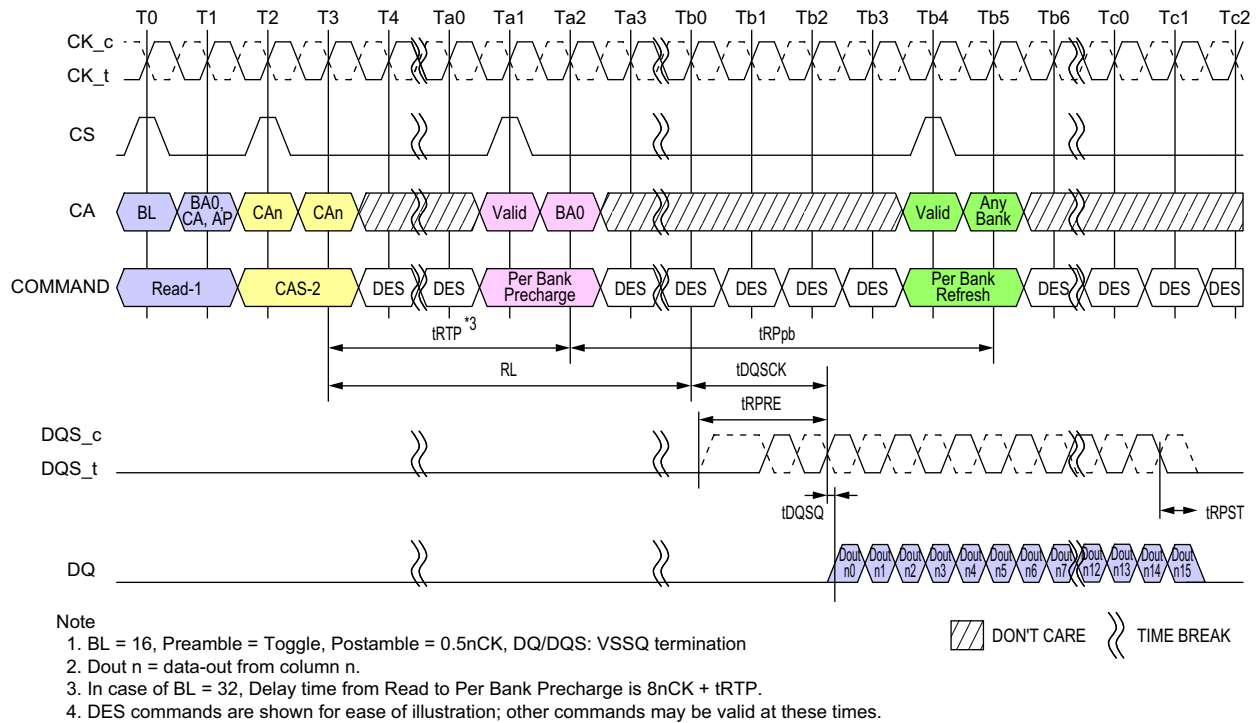 T0 T1 T2 T3 T4 Ta0 Ta1 Ta2 Ta3 Tb0 Tb1 Tb2 Tb3 Tb4 Tb5 Tb6 Tc0 Tc1 Tc2
CK_c
CK_t
CS
CA BL BA0, CA, AP CAn CAn Valid BA0 Valid Any Bank
COMMAND Read-1 CAS-2 DES DES Per Bank Precharge DES DES DES DES DES Per Bank Refresh DES DES DES DES
tRTP *3 tRPpb
RL tDQSCK
tRPRE
DQS_c
DQS_t
tDQSQ tRPST
DQ Dout n0 Dout n1 Dout n2 Dout n3 Dout n4 Dout n5 Dout n6 Dout n7 Dout n12 Dout n13 Dout n14 Dout n15
Note
1. BL = 16, Preamble = Toggle, Postamble = 0.5nCK, DQ/DQS: VSSQ termination
2. Dout n = data-out from column n.
3. In case of BL = 32, Delay time from Read to Per Bank Precharge is 8nCK + tRTP.
4. DES commands are shown for ease of illustration; other commands may be valid at these times.
DON'T CARE TIME BREAK